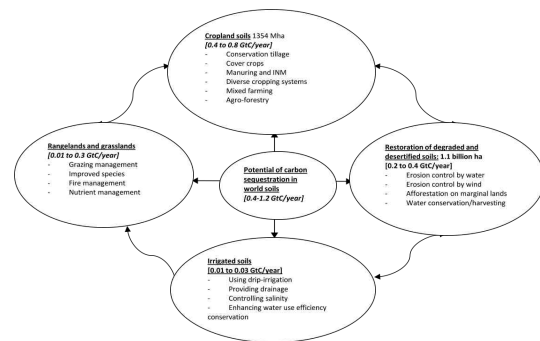 Cropland soils 1354 Mha
[0.4 to 0.8 GtC/year]
- Conservation tillage
- Cover crops
- Manuring and INM
- Diverse cropping systems
- Mixed farming
- Agro-forestry
Rangelands and grasslands
[0.01 to 0.3 GtC/year]
- Grazing management
- Improved species
- Fire management
- Nutrient management
Potential of carbon
sequestration in
world soils
[0.4-1.2 GtC/year]
Restoration of degraded and
desertified soils: 1.1 billion ha
[0.2 to 0.4 GtC/year]
- Erosion control by water
- Erosion control by wind
- Afforestation on marginal lands
- Water conservation/harvesting
Irrigated soils
[0.01 to 0.03 GtC/year]
- Using drip-irrigation
- Providing drainage
- Controlling salinity
- Enhancing water use efficiency
conservation